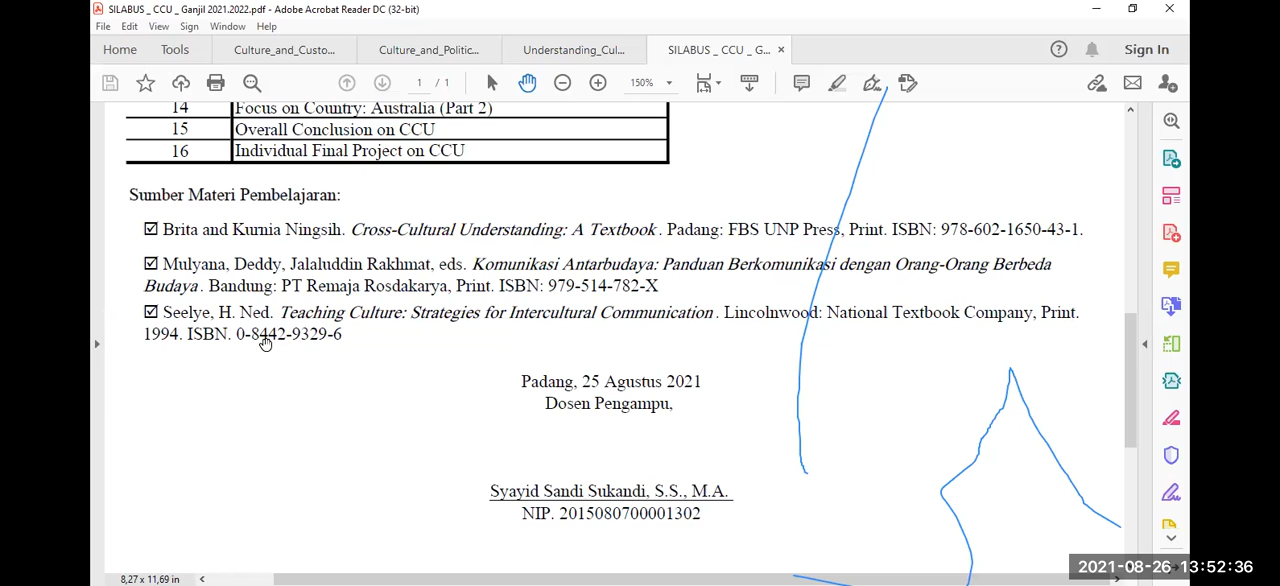 SILABUS _ CCU _ Ganjil 2021.2022.pdf - Adobe Acrobat Reader DC (32-bit)
File Edit View Sign Window Help
Home Tools Culture_and_Custo... Culture_and_Politic... Understanding_Cul... SILABUS _ CCU _ G... × Sign In
1 / 1 150%
14 Focus on Country: Australia (Part 2)
15 Overall Conclusion on CCU
16 Individual Final Project on CCU
Sumber Materi Pembelajaran:
Brita and Kurnia Ningsih. Cross-Cultural Understanding: A Textbook. Padang: FBS UNP Press, Print. ISBN: 978-602-1650-43-1.
Mulyana, Deddy, Jalaluddin Rakhmat, eds. Komunikasi Antarbudaya: Panduan Berkomunikasi dengan Orang-Orang Berbeda
Budaya. Bandung: PT Remaja Rosdakarya, Print. ISBN: 979-514-782-X
Seelye, H. Ned. Teaching Culture: Strategies for Intercultural Communication. Lincolnwood: National Textbook Company, Print.
1994. ISBN. 0-8442-9329-6
Padang, 25 Agustus 2021
Dosen Pengampu,
Syayid Sandi Sukandi, S.S., M.A.
NIP. 2015080700001302
8,27 x 11,69 in
2021-08-26 13:52:36